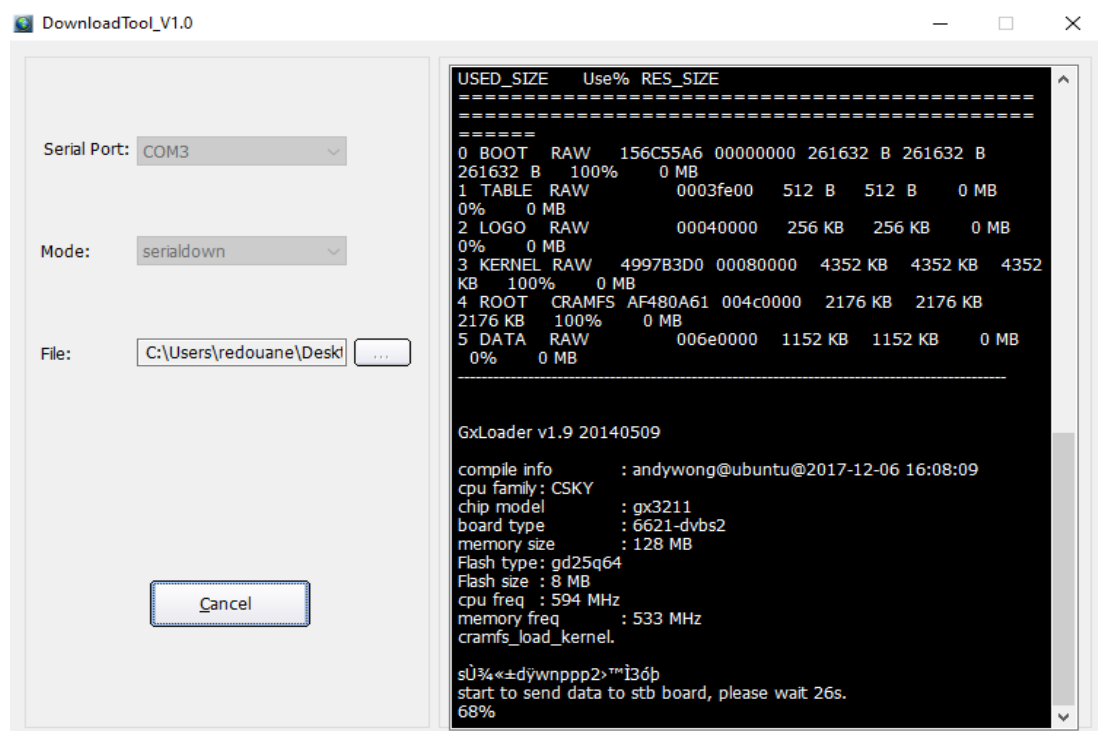 DownloadTool_V1.0
Serial Port:
COM3
Mode:
serialdown
File:
C:\Users\redouane\Deskt
...
Cancel
USED_SIZE Use% RES_SIZE
============================================
============================================
======
0 BOOT RAW 156C55A6 00000000 261632 B 261632 B
261632 B 100% 0 MB
1 TABLE RAW 0003fe00 512 B 512 B 0 MB
0% 0 MB
2 LOGO RAW 00040000 256 KB 256 KB 0 MB
0% 0 MB
3 KERNEL RAW 4997B3D0 00080000 4352 KB 4352 KB 4352
KB 100% 0 MB
4 ROOT CRAMFS AF480A61 004c0000 2176 KB 2176 KB
2176 KB 100% 0 MB
5 DATA RAW 006e0000 1152 KB 1152 KB 0 MB
0% 0 MB
--------------------------------------------------------------------------------
GxLoader v1.9 20140509
compile info : andywong@ubuntu@2017-12-06 16:08:09
cpu family : CSKY
chip model : gx3211
board type : 6621-dvbs2
memory size : 128 MB
Flash type : gd25q64
Flash size : 8 MB
cpu freq : 594 MHz
memory freq : 533 MHz
cramfs_load_kernel.
sÙ¾«±dÿwnppp2›™Ì3óþ
start to send data to stb board, please wait 26s.
68%